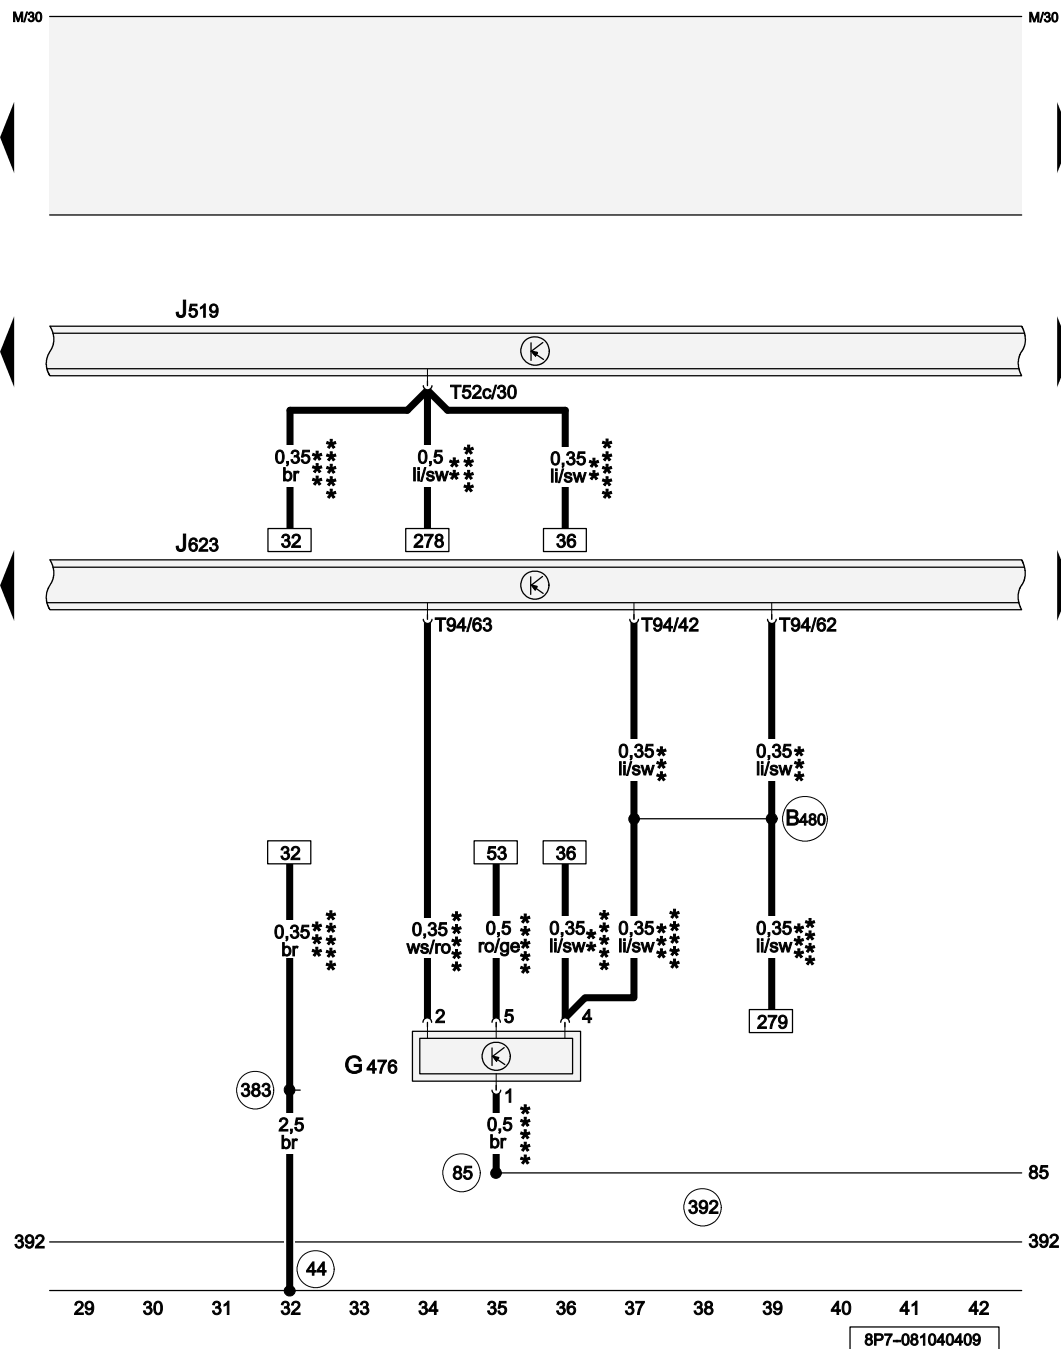 M/30 M/30
J519
T52c/30
0,35 0,5 0,35
br li/sw li/sw
32 278 36
J623
T94/63 T94/42 T94/62
0,35 0,35
li/sw li/sw
B480
32 53 36
0,35 0,35 0,5 0,35 0,35 0,35
br ws/ro ro/ge li/sw li/sw li/sw
2 5 4
279
G476
383
1
2,5 0,5
br br
85 85
392
392 392
44
29 30 31 32 33 34 35 36 37 38 39 40 41 42
8P7-081040409